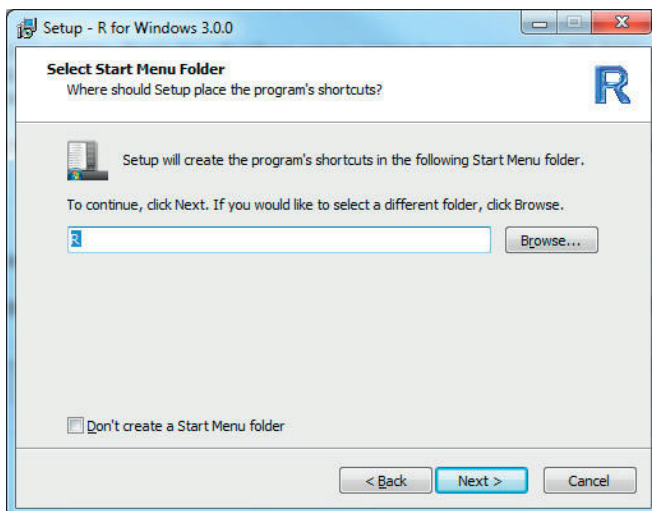 Setup - R for Windows 3.0.0
Select Start Menu Folder
Where should Setup place the program's shortcuts?
R
Setup will create the program's shortcuts in the following Start Menu folder.
To continue, click Next. If you would like to select a different folder, click Browse.
R
Browse...
Don't create a Start Menu folder
< Back
Next >
Cancel